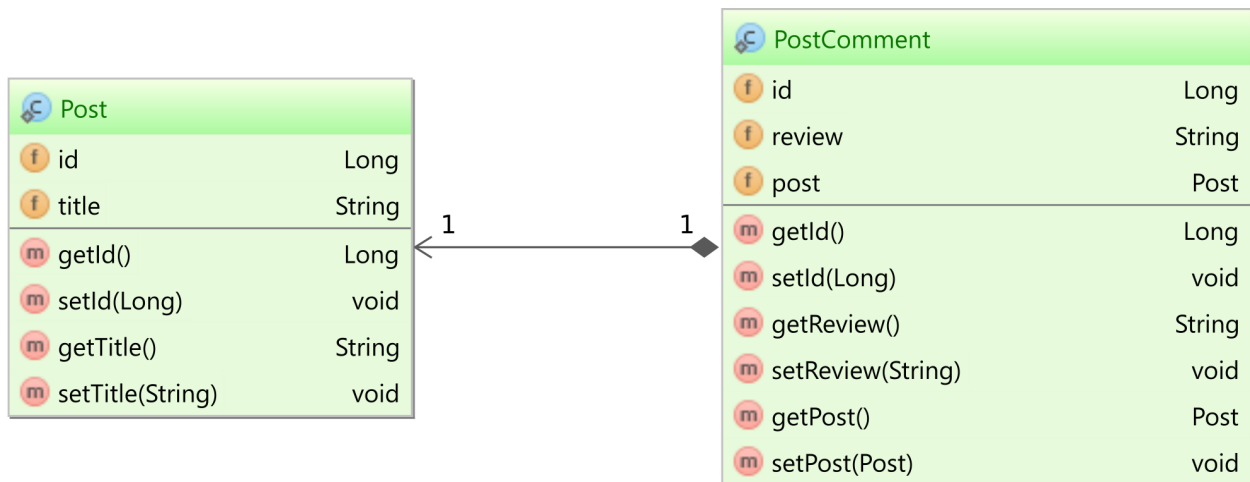 Post
id Long
title String
getId() Long
setId(Long) void
getTitle() String
setTitle(String) void
1 1
PostComment
id Long
review String
post Post
getId() Long
setId(Long) void
getReview() String
setReview(String) void
getPost() Post
setPost(Post) void